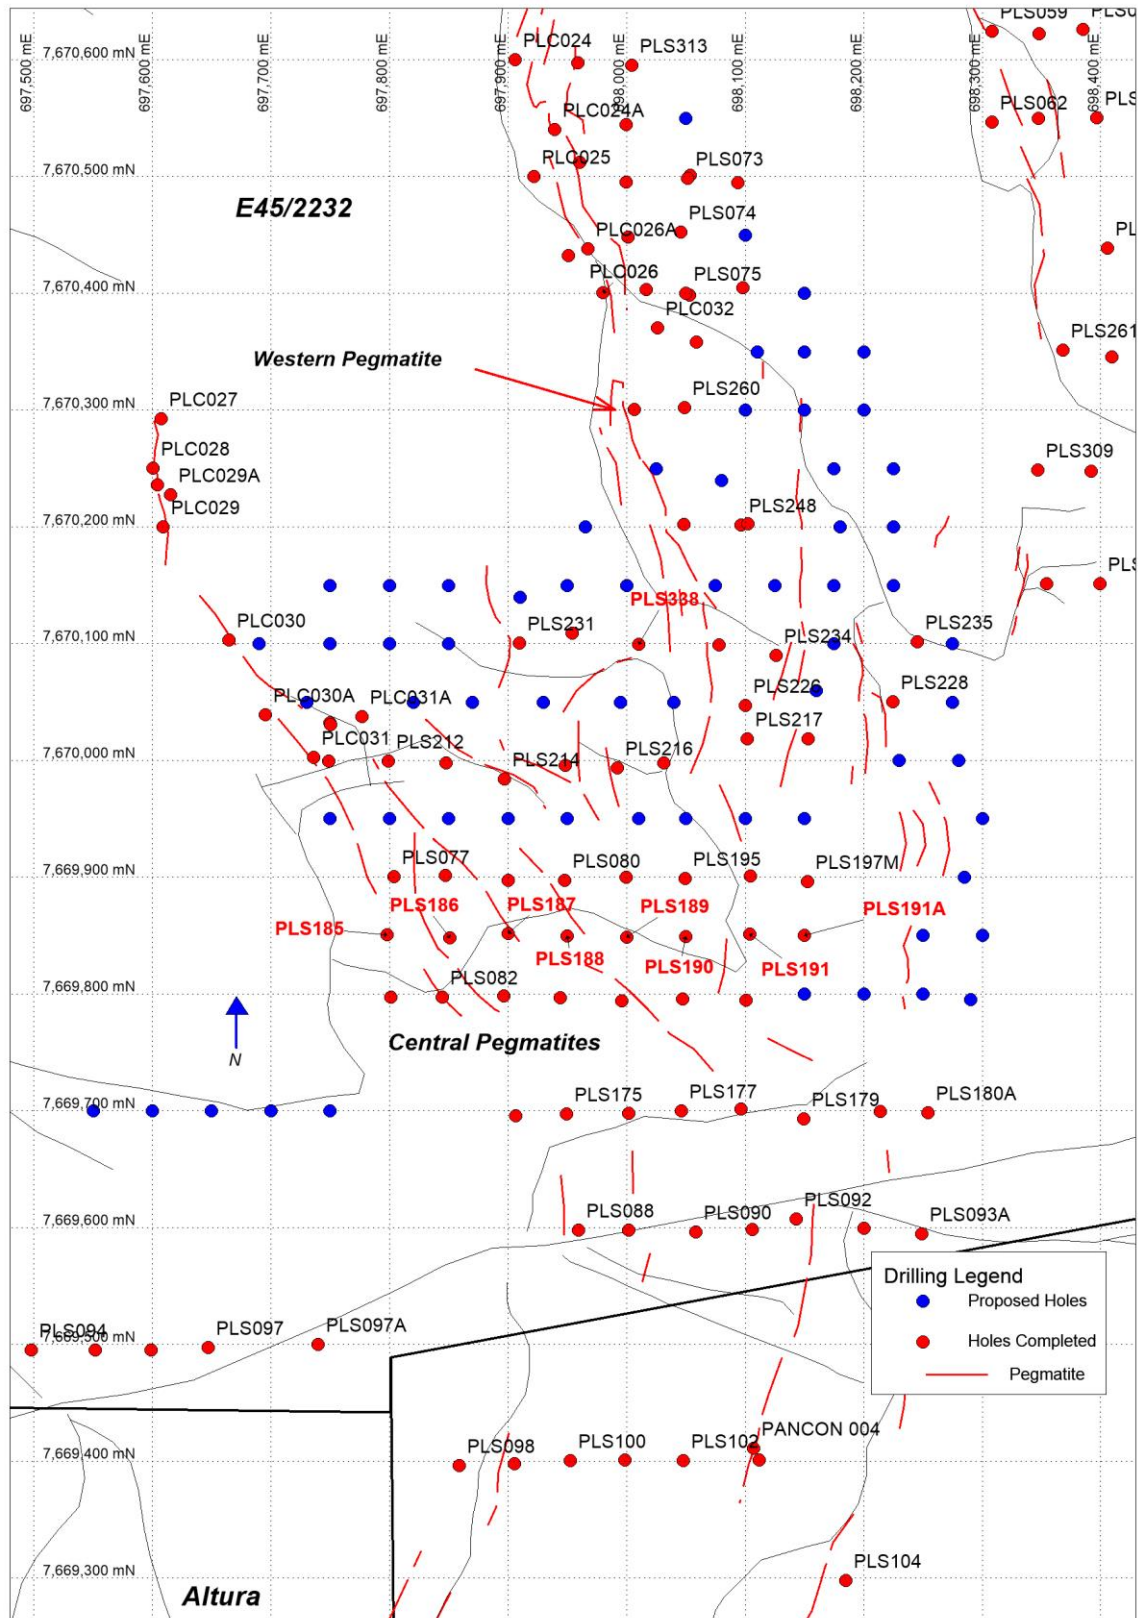 697,500 mE
697,600 mE
697,700 mE
697,800 mE
697,900 mE
698,000 mE
698,100 mE
698,200 mE
698,300 mE
698,400 mE
PLS059
7,670,600 mN
PLC024
PLS313
PLC024A
PLS062
7,670,500 mN
PLC025
PLS073
E45/2232
PLS074
PLC026A
7,670,400 mN
PLC026
PLS075
PLC032
PLS261
Western Pegmatite
PLS260
7,670,300 mN
PLC027
PLC028
PLC029A
PLS309
PLC029
PLS248
7,670,200 mN
PLS338
7,670,100 mN
PLC030
PLS231
PLS234
PLS235
PLC030A
PLC031A
PLS226
PLS228
PLS217
7,670,000 mN
PLC031
PLS212
PLS214
PLS216
7,669,900 mN
PLS077
PLS080
PLS195
PLS197M
PLS185
PLS186
PLS187
PLS189
PLS191A
PLS188
PLS190
PLS191
7,669,800 mN
PLS082
N
Central Pegmatites
7,669,700 mN
PLS175
PLS177
PLS179
PLS180A
7,669,600 mN
PLS088
PLS090
PLS092
PLS093A
Drilling Legend
Proposed Holes
Holes Completed
Pegmatite
PLS094
7,669,500 mN
PLS097
PLS097A
7,669,400 mN
PLS098
PLS100
PLS102
PANCON 004
7,669,300 mN
PLS104
Altura